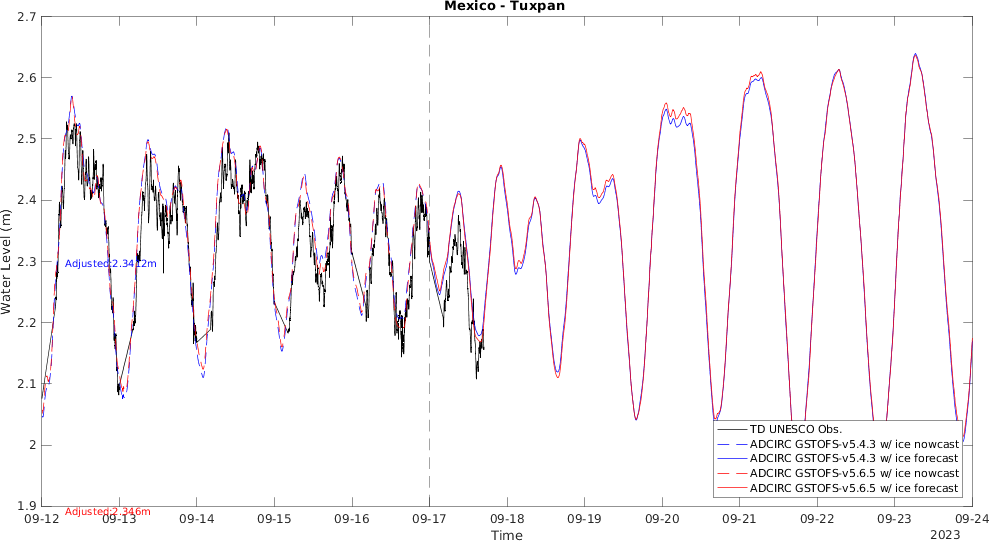 Mexico - Tuxpan
2.7
2.6
2.5
2.4
2.3
2.2
2.1
2
1.9
Water Level (m)
Adjusted:2.3412m
Adjusted:2.346m
TD UNESCO Obs.
ADCIRC GSTOFS-v5.4.3 w/ ice nowcast
ADCIRC GSTOFS-v5.4.3 w/ ice forecast
ADCIRC GSTOFS-v5.6.5 w/ ice nowcast
ADCIRC GSTOFS-v5.6.5 w/ ice forecast
09-12 09-13 09-14 09-15 09-16 09-17 09-18 09-19 09-20 09-21 09-22 09-23 09-24
Time
2023